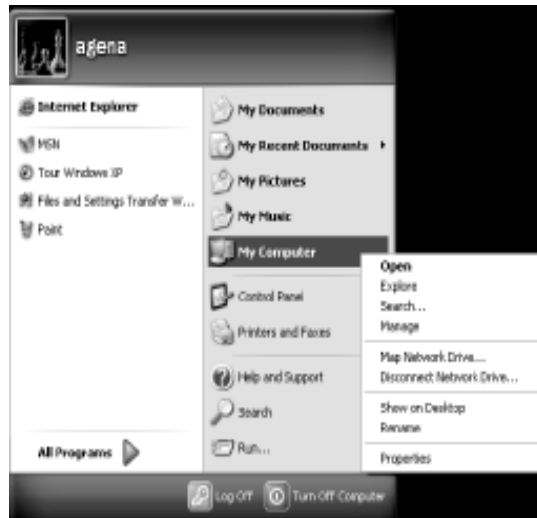 agena
Internet Explorer
MSN
Tour Windows XP
Files and Settings Transfer W...
Paint
All Programs
My Documents
My Recent Documents
My Pictures
My Music
My Computer
Control Panel
Printers and Faxes
Help and Support
Search
Run...
Open
Explore
Search...
Manage
Map Network Drive...
Disconnect Network Drive...
Show on Desktop
Rename
Properties
Log Off
Turn Off Computer